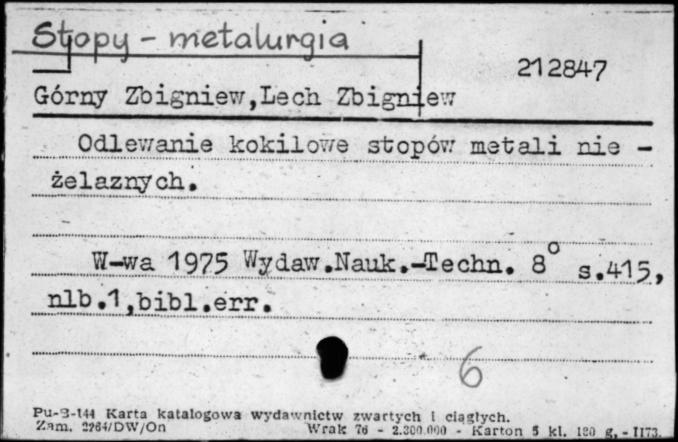 Stopy - metalurgia
212847
Górny Zbigniew,Lech Zbigniew
Odlewanie kokilowe stopów metali nie -
żelaznych.
W-wa 1975 Wydaw.Nauk.-Techn. 8° s.415,
nlb.1,bibl.err.
6
Pu-3-144 Karta katalogowa wydawnictw zwartych i ciągłych.
Zam. 2764/DW/On Wrak 76 - 2.300.000 - Karton 5 kl. 180 g. - I173.